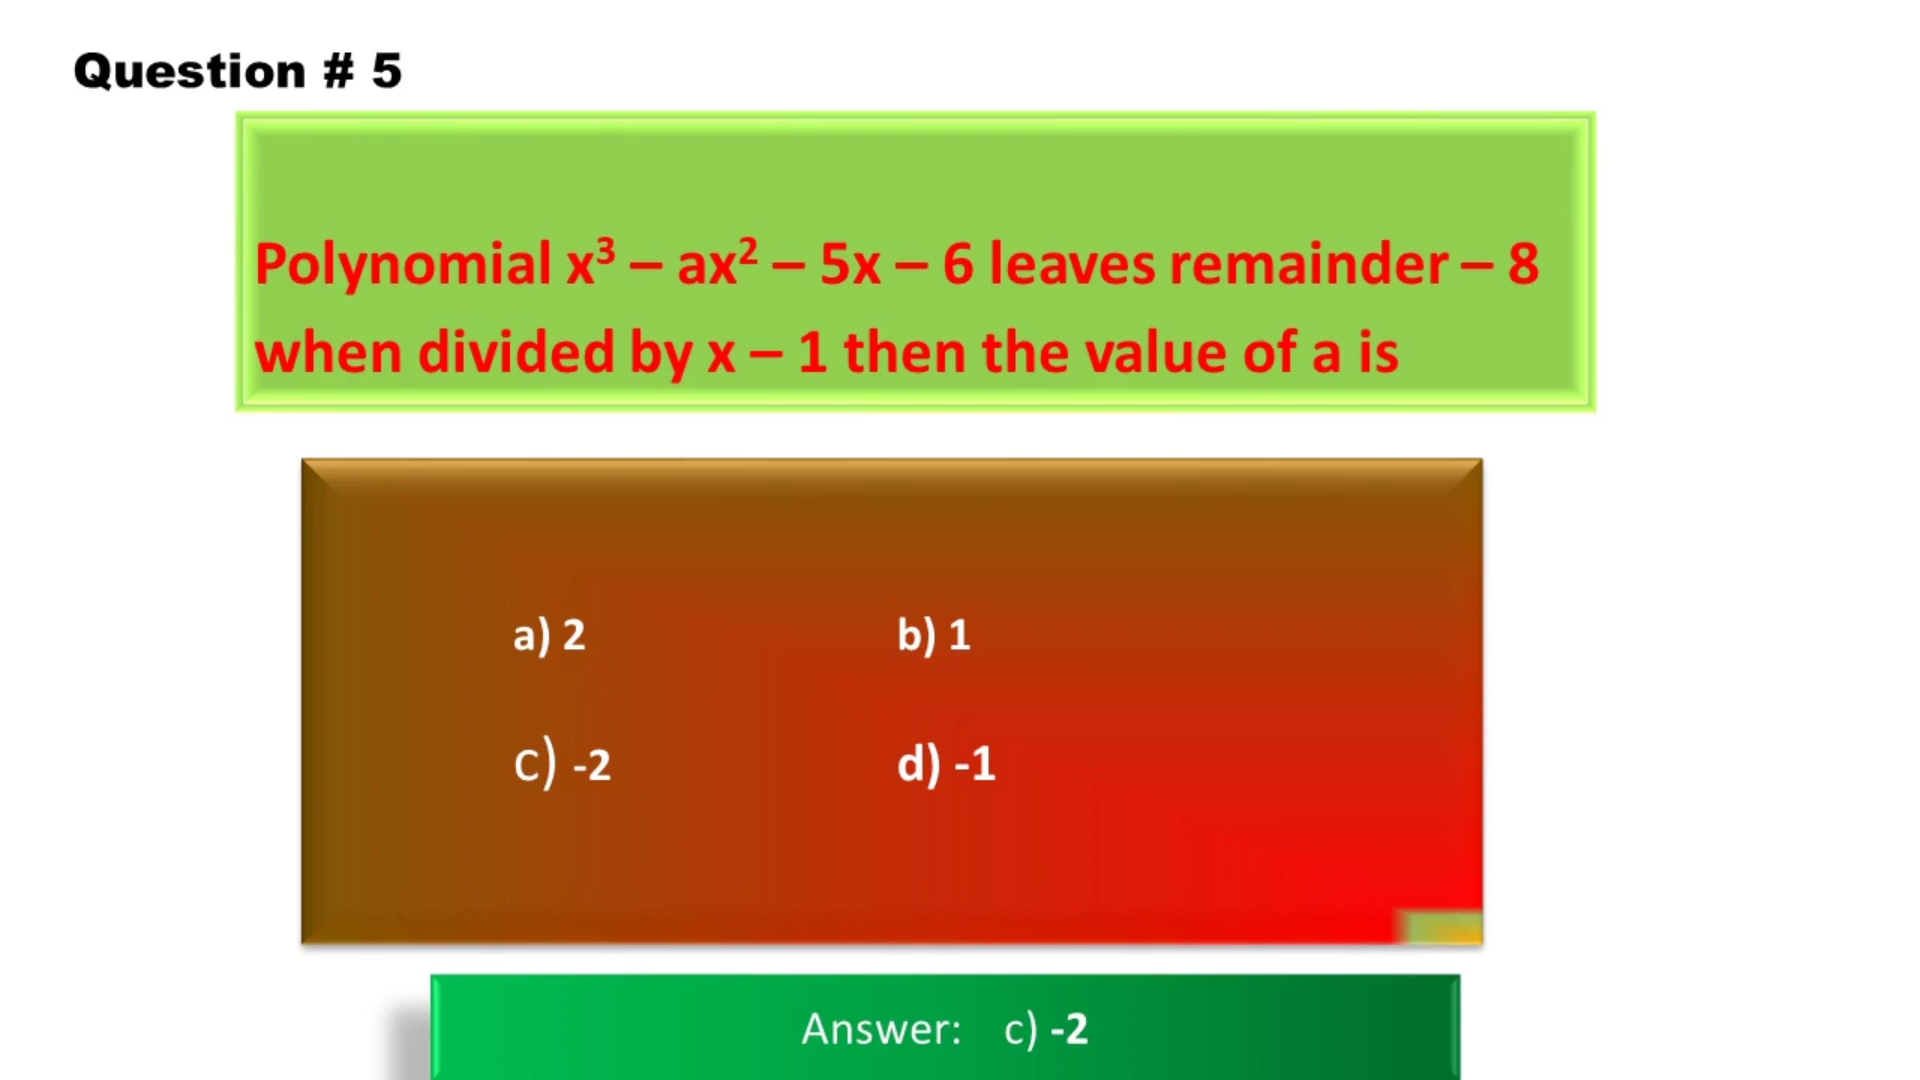 Question # 5
Polynomial x³ – ax² – 5x – 6 leaves remainder – 8
when divided by x – 1 then the value of a is
a) 2 b) 1
c) -2 d) -1
Answer: c) -2